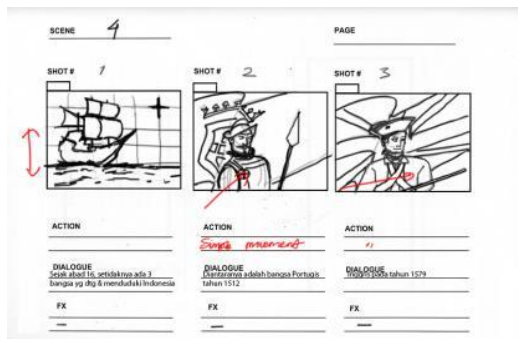 SCENE 4
PAGE
SHOT # 1
SHOT # 2
SHOT # 3
ACTION
ACTION
ACTION
Simple movement
"
DIALOGUE
Sejak abad 16, setidaknya ada 3
bangsa yg dtg & menduduki Indonesia
DIALOGUE
Diantaranya adalah bangsa Portugis
tahun 1512
DIALOGUE
Inggris pada tahun 1579
FX
—
FX
—
FX
—